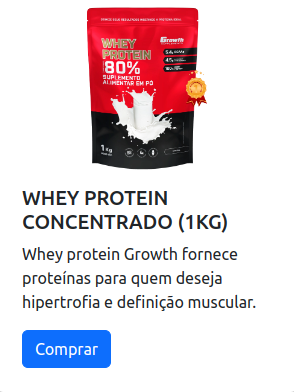 WHEY
PROTEIN
80%
SUPLEMENTO
ALIMENTAR EM PÓ
Growth
1 Kg
WHEY PROTEIN
CONCENTRADO (1KG)
Whey protein Growth fornece
proteínas para quem deseja
hipertrofia e definição muscular.
Comprar